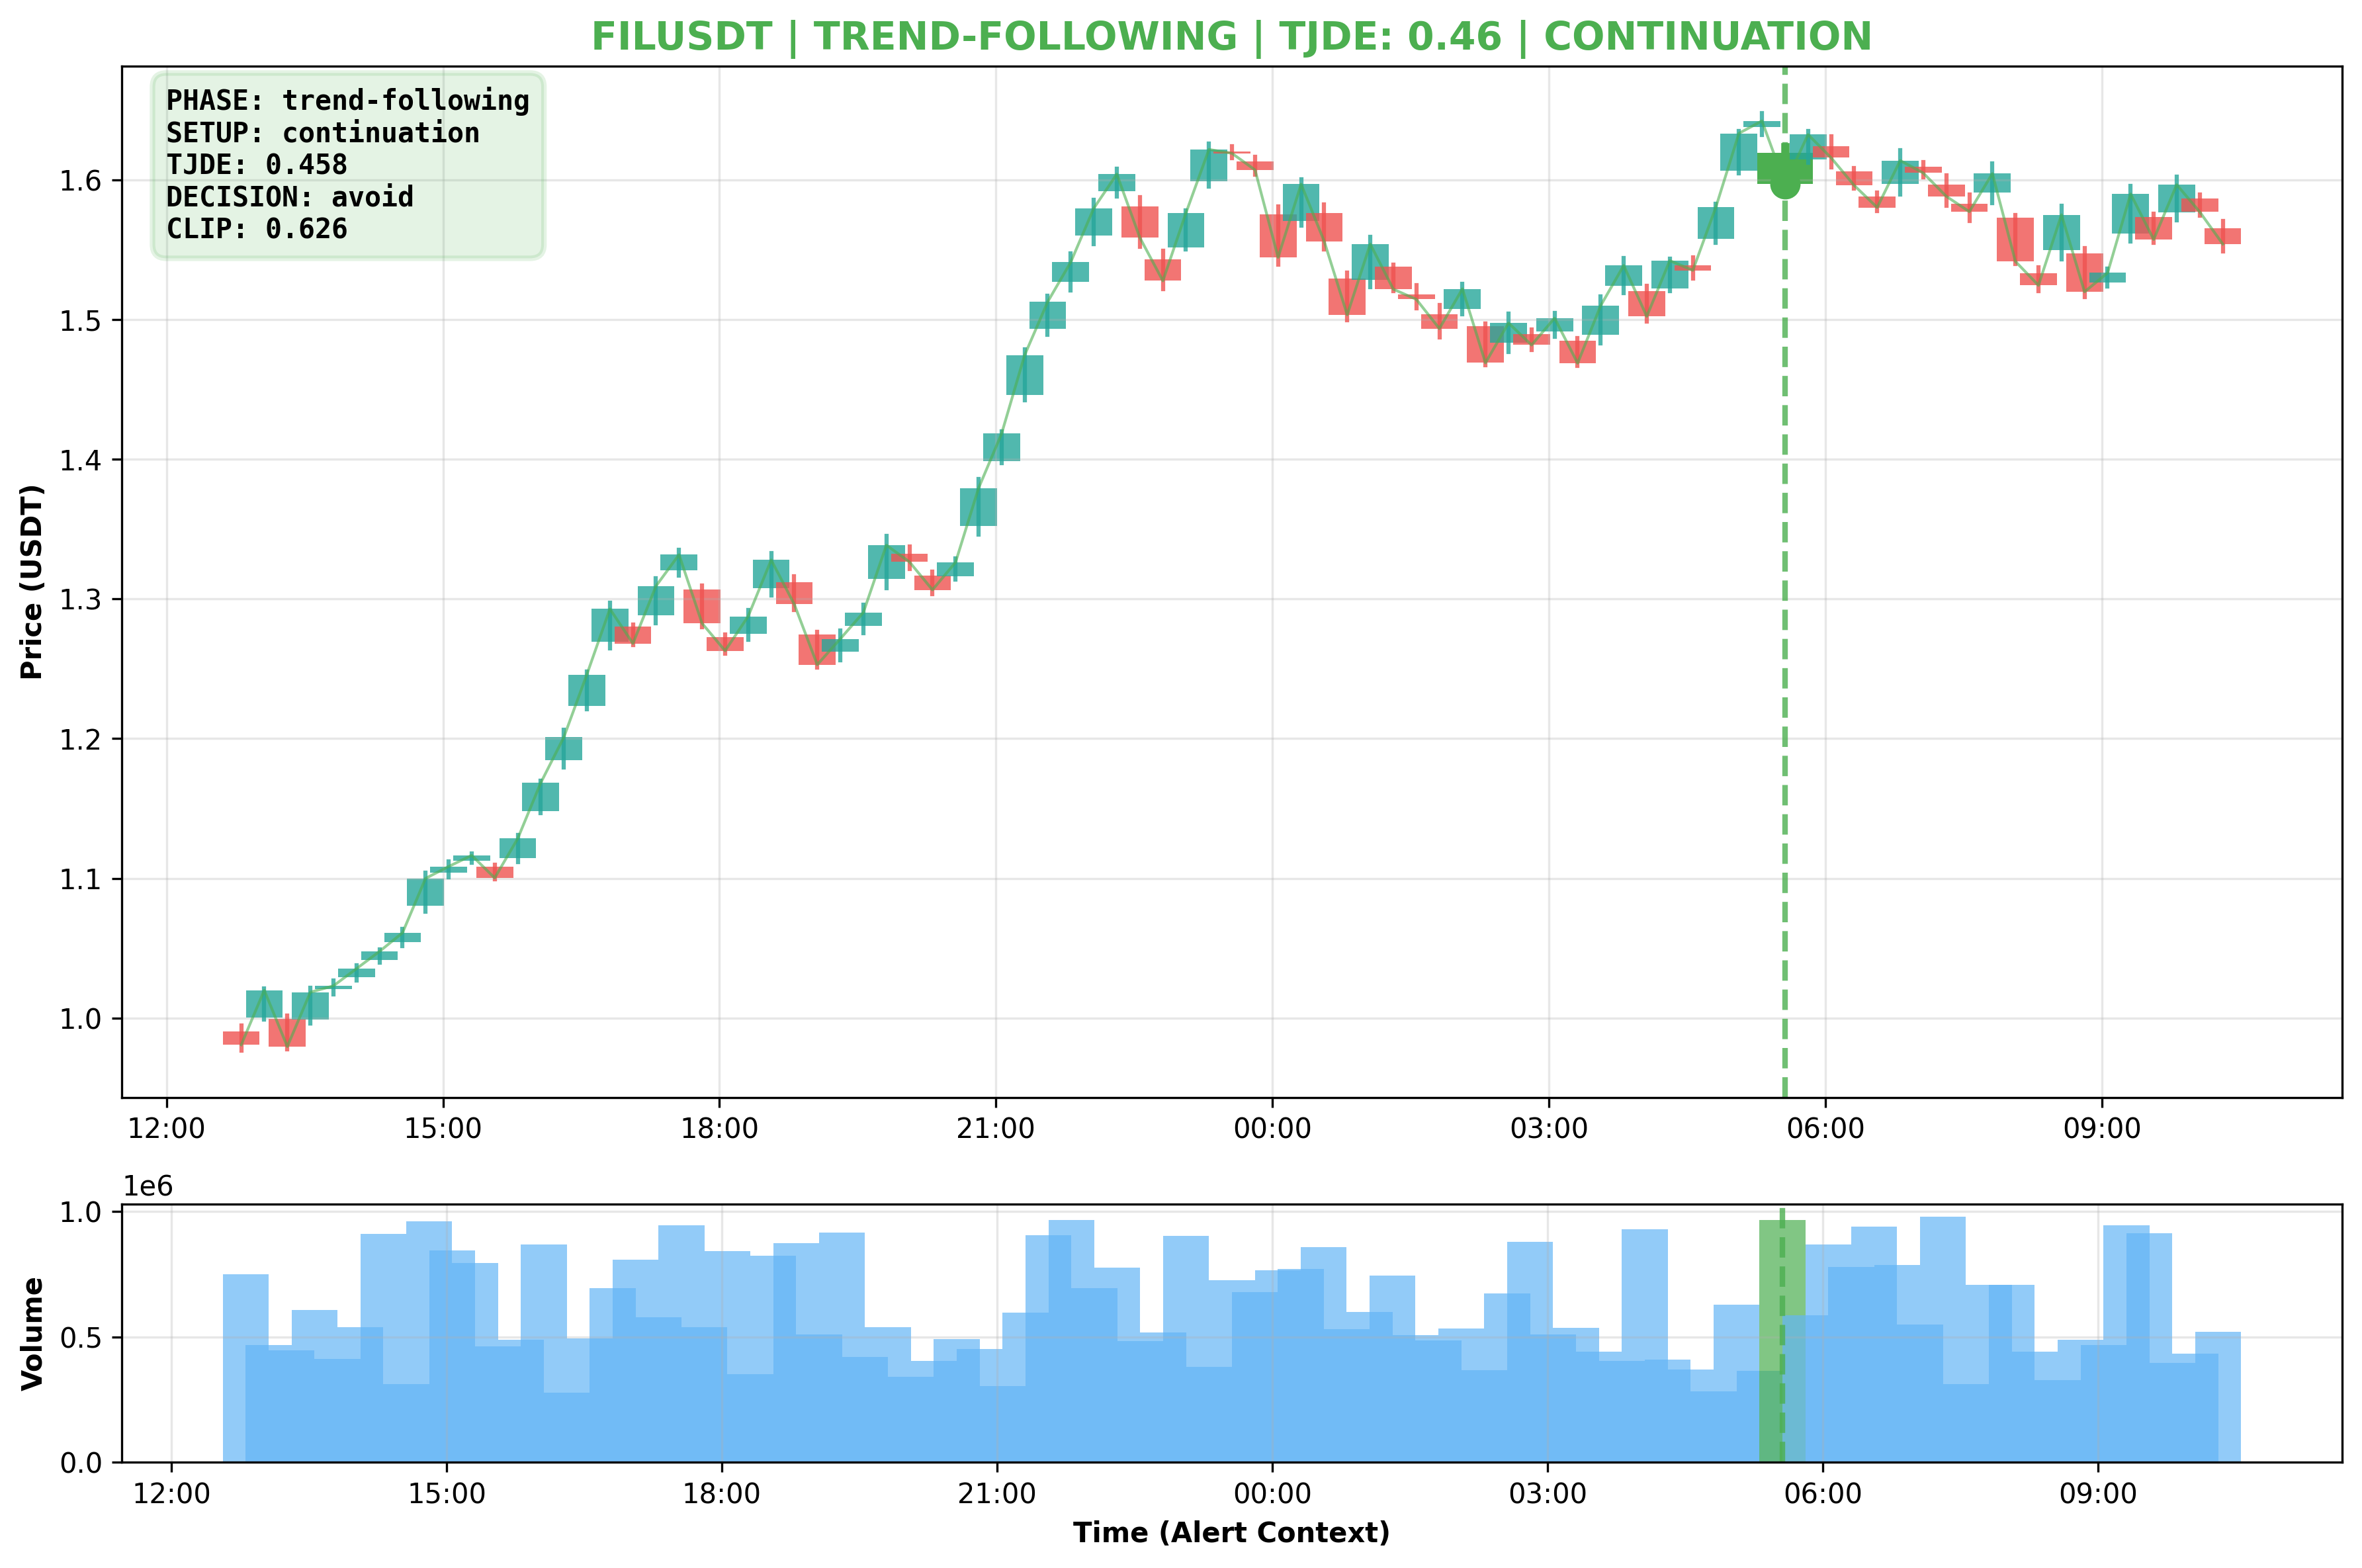 FILUSDT | TREND-FOLLOWING | TJDE: 0.46 | CONTINUATION
PHASE: trend-following
SETUP: continuation
TJDE: 0.458
DECISION: avoid
CLIP: 0.626
Price (USDT)
1.6
1.5
1.4
1.3
1.2
1.1
1.0
12:00 15:00 18:00 21:00 00:00 03:00 06:00 09:00
1e6
Volume
1.0
0.5
0.0
12:00 15:00 18:00 21:00 00:00 03:00 06:00 09:00
Time (Alert Context)